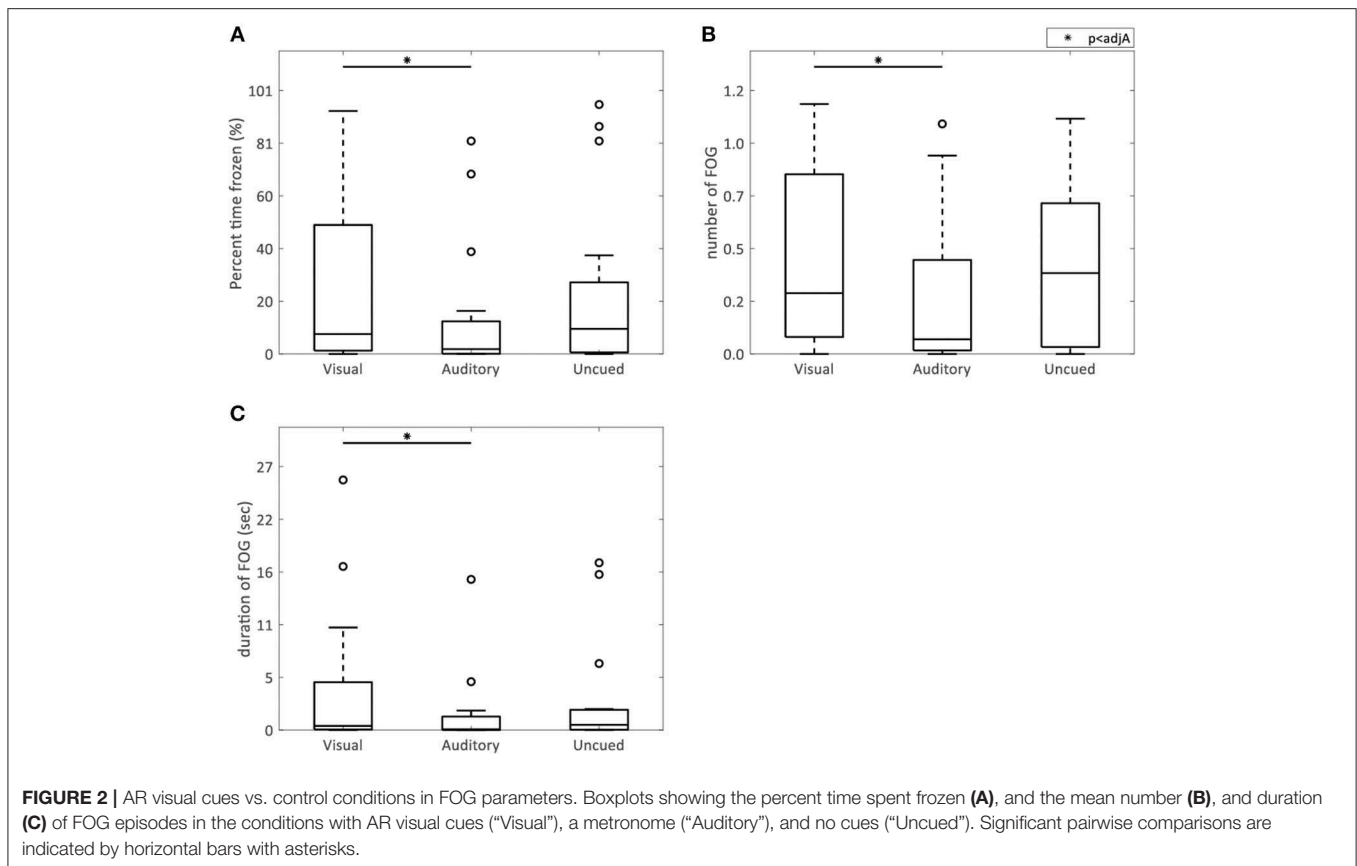 A
*
101
81
60
40
20
0
Percent time frozen (%)
Visual Auditory Uncued
B
* p<adjA
*
1.2
1.0
0.7
0.5
0.2
0.0
number of FOG
Visual Auditory Uncued
C
*
27
22
16
11
5
0
duration of FOG (sec)
Visual Auditory Uncued
FIGURE 2 | AR visual cues vs. control conditions in FOG parameters. Boxplots showing the percent time spent frozen (A), and the mean number (B), and duration
(C) of FOG episodes in the conditions with AR visual cues (“Visual”), a metronome (“Auditory”), and no cues (“Uncued”). Significant pairwise comparisons are
indicated by horizontal bars with asterisks.